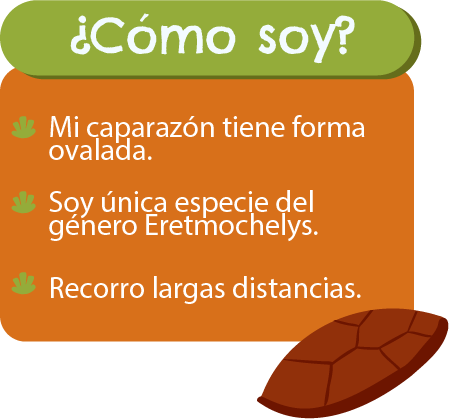 ¿Cómo soy?
Mi caparazón tiene forma
ovalada.
Soy única especie del
género Eretmochelys.
Recorro largas distancias.